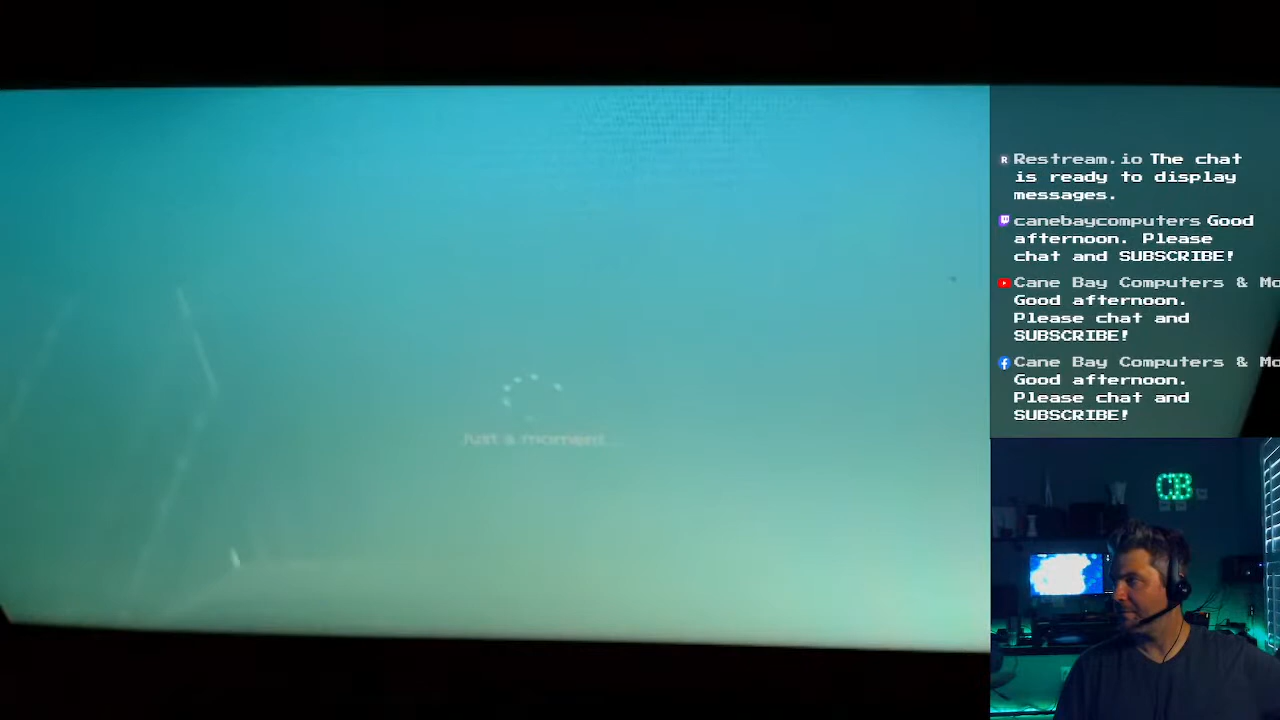 Just a moment...
Restream.io The chat
is ready to display
messages.
canebaycomputers Good
afternoon. Please
chat and SUBSCRIBE!
Cane Bay Computers & Mo
Good afternoon.
Please chat and
SUBSCRIBE!
Cane Bay Computers & Mo
Good afternoon.
Please chat and
SUBSCRIBE!
CB